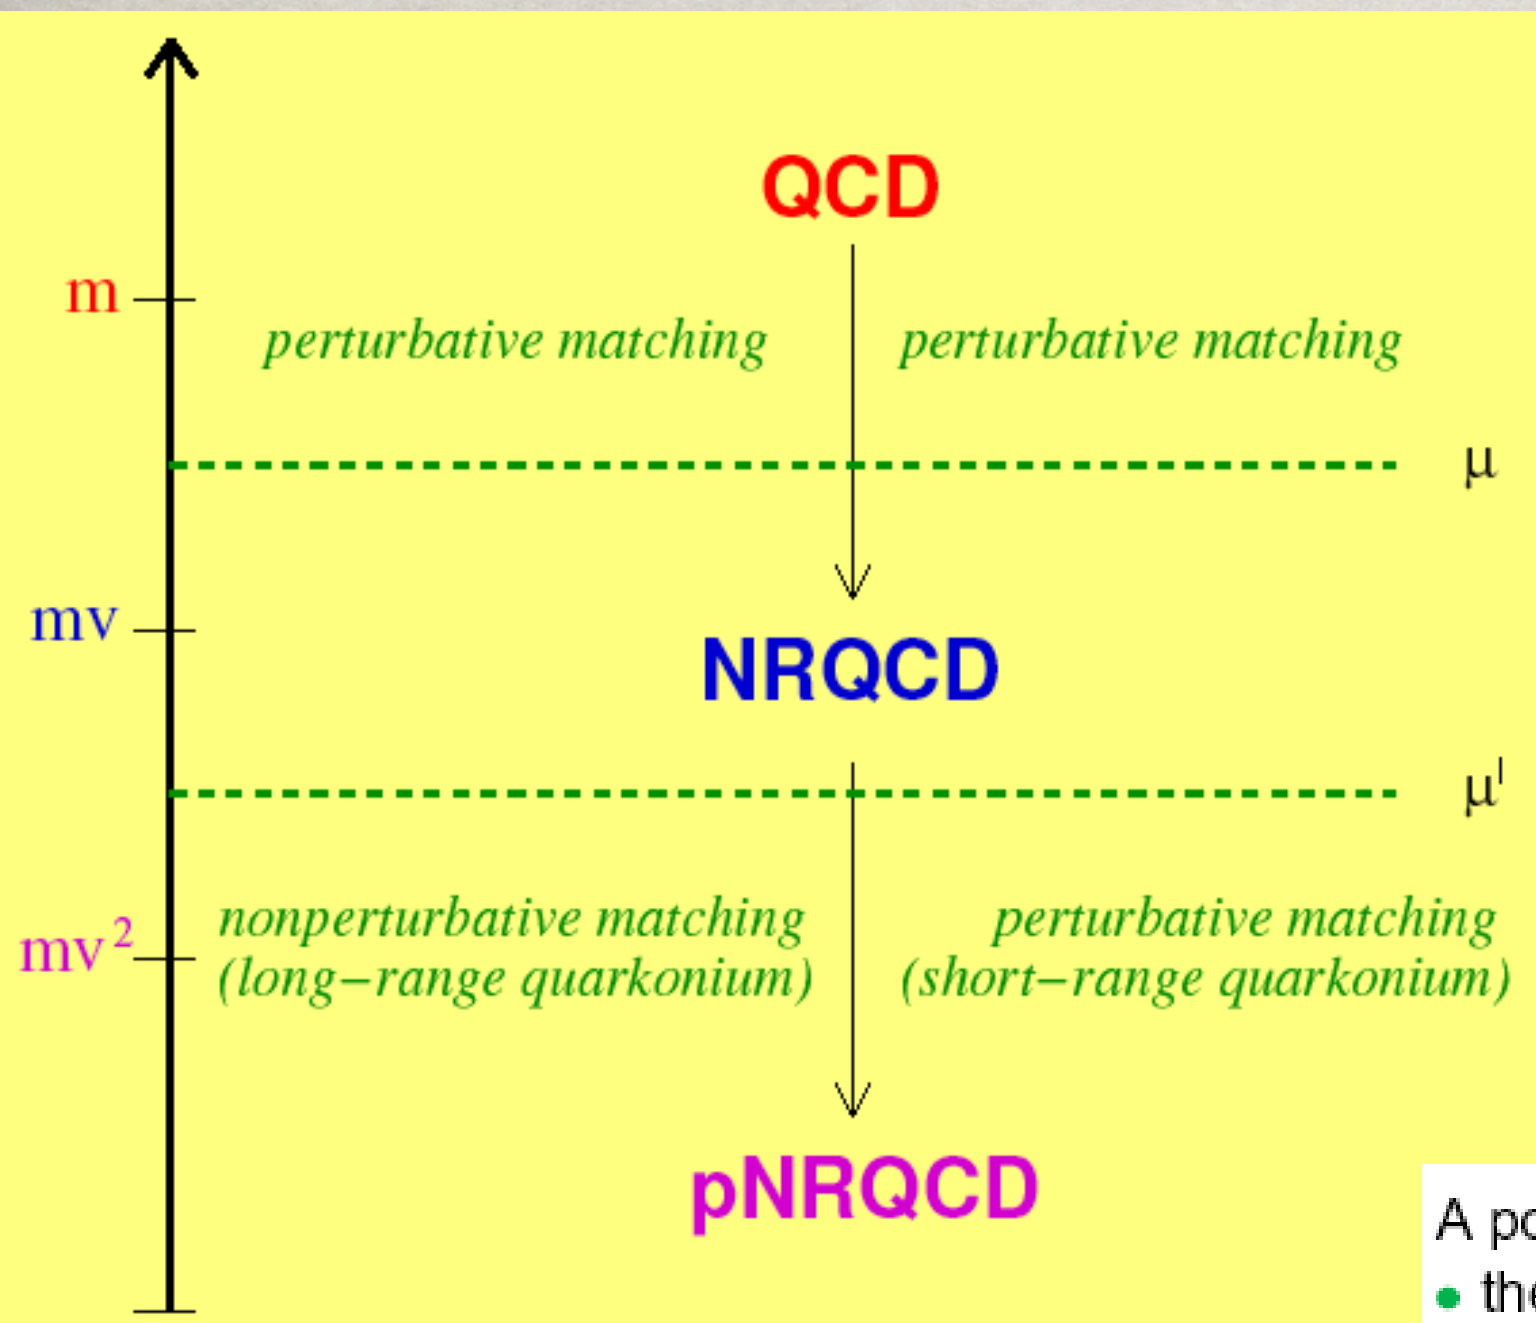 QCD
m
perturbative matching perturbative matching
μ
mv
NRQCD
μ'
mv²
nonperturbative matching perturbative matching
(long−range quarkonium) (short−range quarkonium)
pNRQCD
A
•